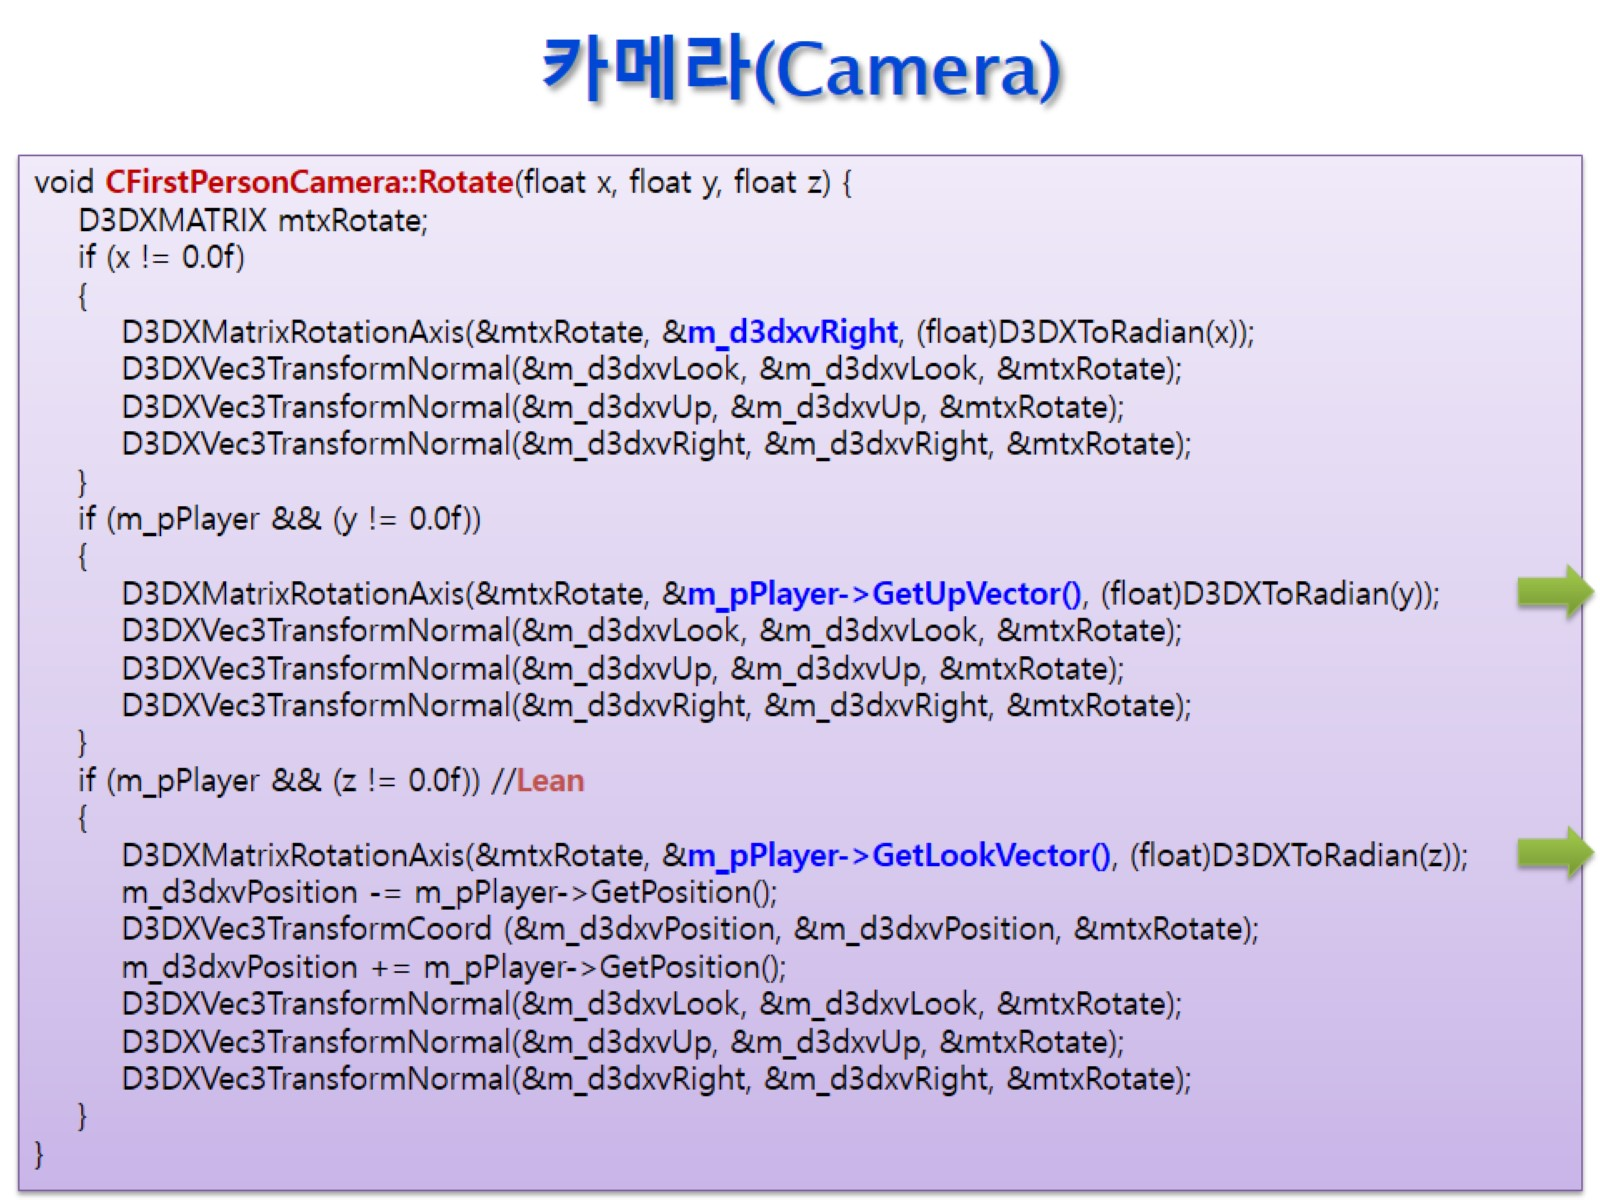 카메라(Camera)
void CFirstPersonCamera::Rotate(float x, float y, float z) {
D3DXMATRIX mtxRotate;
if (x != 0.0f)
{
D3DXMatrixRotationAxis(&mtxRotate, &m_d3dxvRight, (float)D3DXToRadian(x));
D3DXVec3TransformNormal(&m_d3dxvLook, &m_d3dxvLook, &mtxRotate);
D3DXVec3TransformNormal(&m_d3dxvUp, &m_d3dxvUp, &mtxRotate);
D3DXVec3TransformNormal(&m_d3dxvRight, &m_d3dxvRight, &mtxRotate);
}
if (m_pPlayer && (y != 0.0f))
{
D3DXMatrixRotationAxis(&mtxRotate, &m_pPlayer->GetUpVector(), (float)D3DXToRadian(y));
D3DXVec3TransformNormal(&m_d3dxvLook, &m_d3dxvLook, &mtxRotate);
D3DXVec3TransformNormal(&m_d3dxvUp, &m_d3dxvUp, &mtxRotate);
D3DXVec3TransformNormal(&m_d3dxvRight, &m_d3dxvRight, &mtxRotate);
}
if (m_pPlayer && (z != 0.0f)) //Lean
{
D3DXMatrixRotationAxis(&mtxRotate, &m_pPlayer->GetLookVector(), (float)D3DXToRadian(z));
m_d3dxvPosition -= m_pPlayer->GetPosition();
D3DXVec3TransformCoord (&m_d3dxvPosition, &m_d3dxvPosition, &mtxRotate);
m_d3dxvPosition += m_pPlayer->GetPosition();
D3DXVec3TransformNormal(&m_d3dxvLook, &m_d3dxvLook, &mtxRotate);
D3DXVec3TransformNormal(&m_d3dxvUp, &m_d3dxvUp, &mtxRotate);
D3DXVec3TransformNormal(&m_d3dxvRight, &m_d3dxvRight, &mtxRotate);
}
}